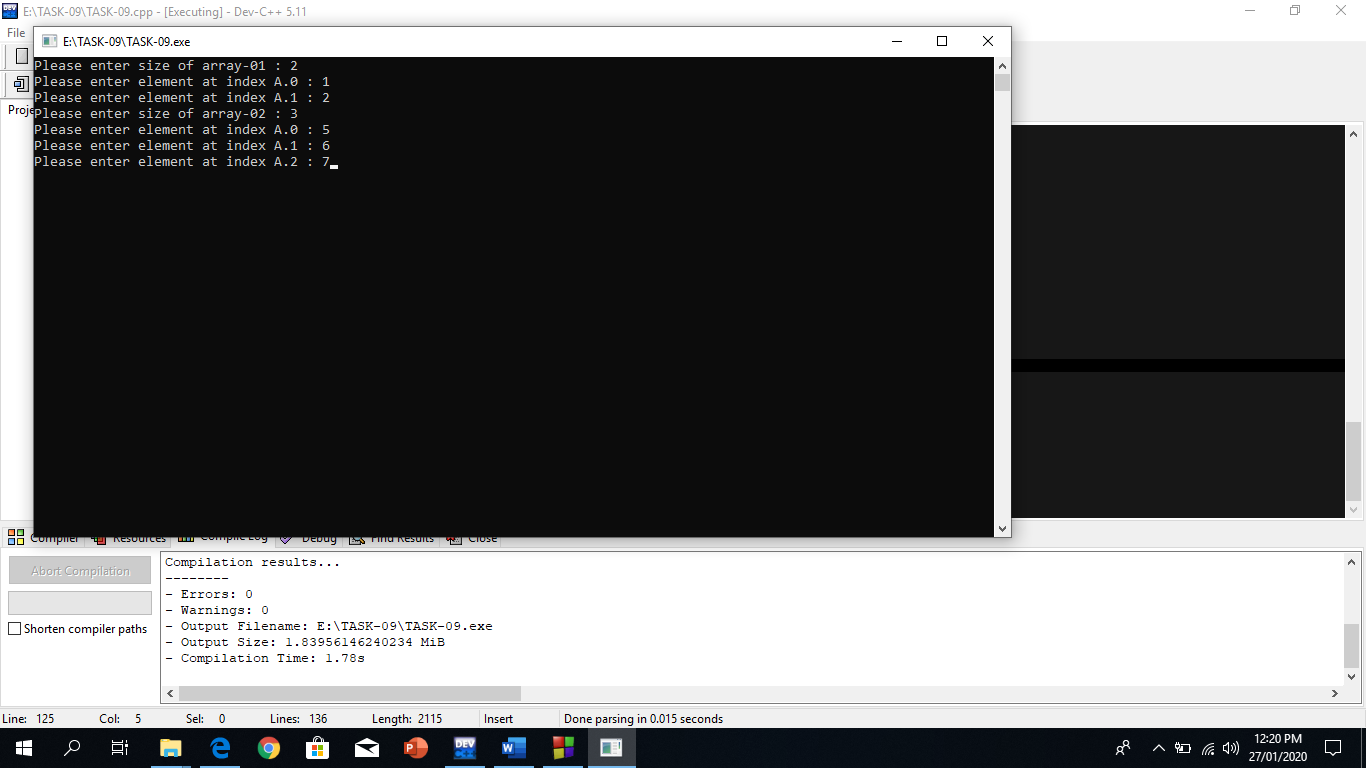 E:\TASK-09\TASK-09.cpp - [Executing] - Dev-C++ 5.11
File
E:\TASK-09\TASK-09.exe
Please enter size of array-01 : 2
Please enter element at index A.0 : 1
Please enter element at index A.1 : 2
Please enter size of array-02 : 3
Please enter element at index A.0 : 5
Please enter element at index A.1 : 6
Please enter element at index A.2 : 7
Proje
Compiler Resources Compile Log Debug Find Results Close
Abort Compilation
Shorten compiler paths
Compilation results...
--------
- Errors: 0
- Warnings: 0
- Output Filename: E:\TASK-09\TASK-09.exe
- Output Size: 1.83956146240234 MiB
- Compilation Time: 1.78s
Line: 125 Col: 5 Sel: 0 Lines: 136 Length: 2115 Insert Done parsing in 0.015 seconds
DEV
12:20 PM
27/01/2020